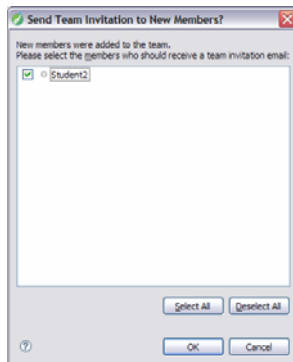 Send Team Invitation to New Members?
New members were added to the team.
Please select the members who should receive a team invitation email:
Student2
Select All
Deselect All
?
OK
Cancel